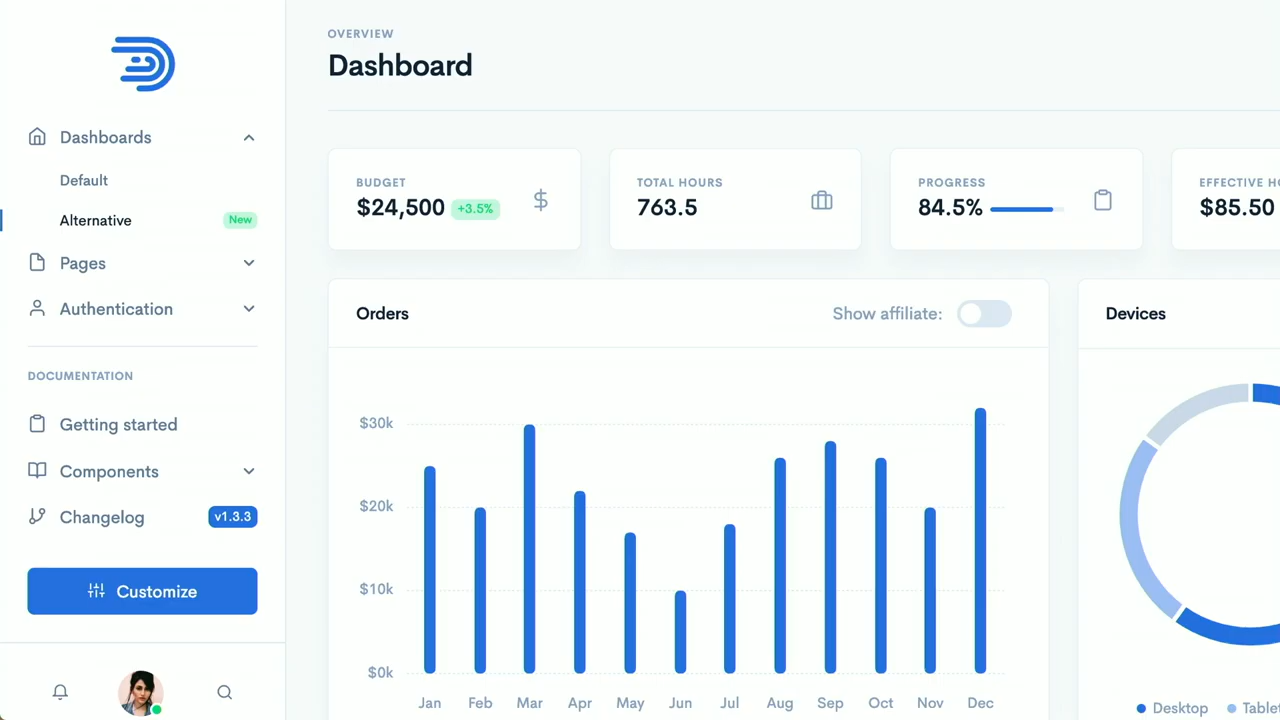 Dashboards
Default
Alternative New
Pages
Authentication
DOCUMENTATION
Getting started
Components
Changelog v1.3.3
Customize
OVERVIEW
Dashboard
BUDGET
$24,500 +3.5%
TOTAL HOURS
763.5
PROGRESS
84.5%
EFFECTIVE
$85.50
Orders
Show affiliate:
$30k
$20k
$10k
$0k
Jan Feb Mar Apr May Jun Jul Aug Sep Oct Nov Dec
Devices
Desktop